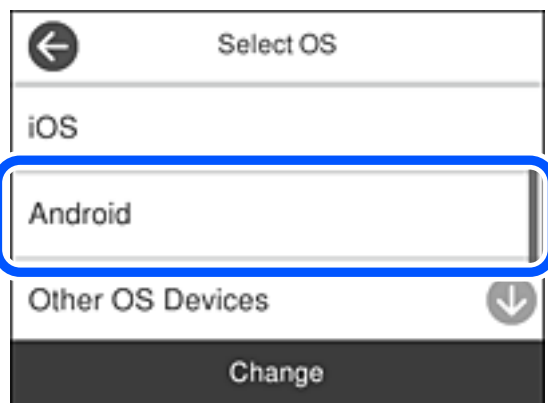 Select OS
iOS
Android
Other OS Devices
Change